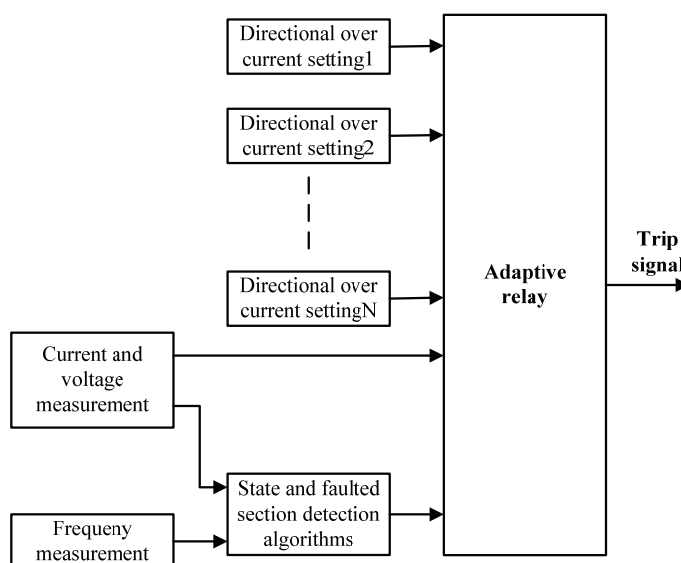 Directional over
current setting1
Directional over
current setting2
Directional over
current settingN
Current and
voltage
measurement
State and faulted
section detection
algorithms
Frequeny
measurement
Adaptive
relay
Trip
signal